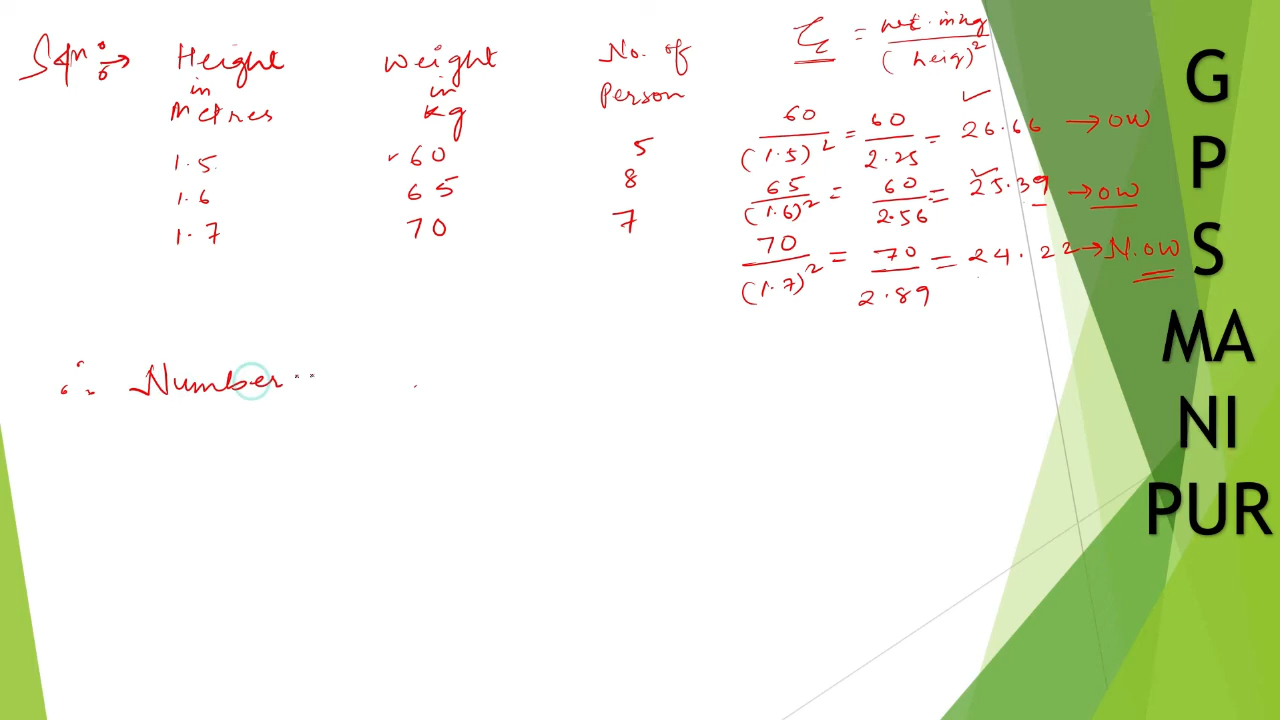 Solⁿ :→ Height in Metres Weight in Kg No. of Person
1.5 60 5
1.6 65 8
1.7 70 7
= wt. in kg / (heig)²
60/(1.5)² = 60/2.25 = 26.66 → OW
65/(1.6)² = 60/2.56 = 25.39 → OW
70/(1.7)² = 70/2.89 = 24.22 → N.OW
∴ Number
G
P
S
MA
NI
PUR